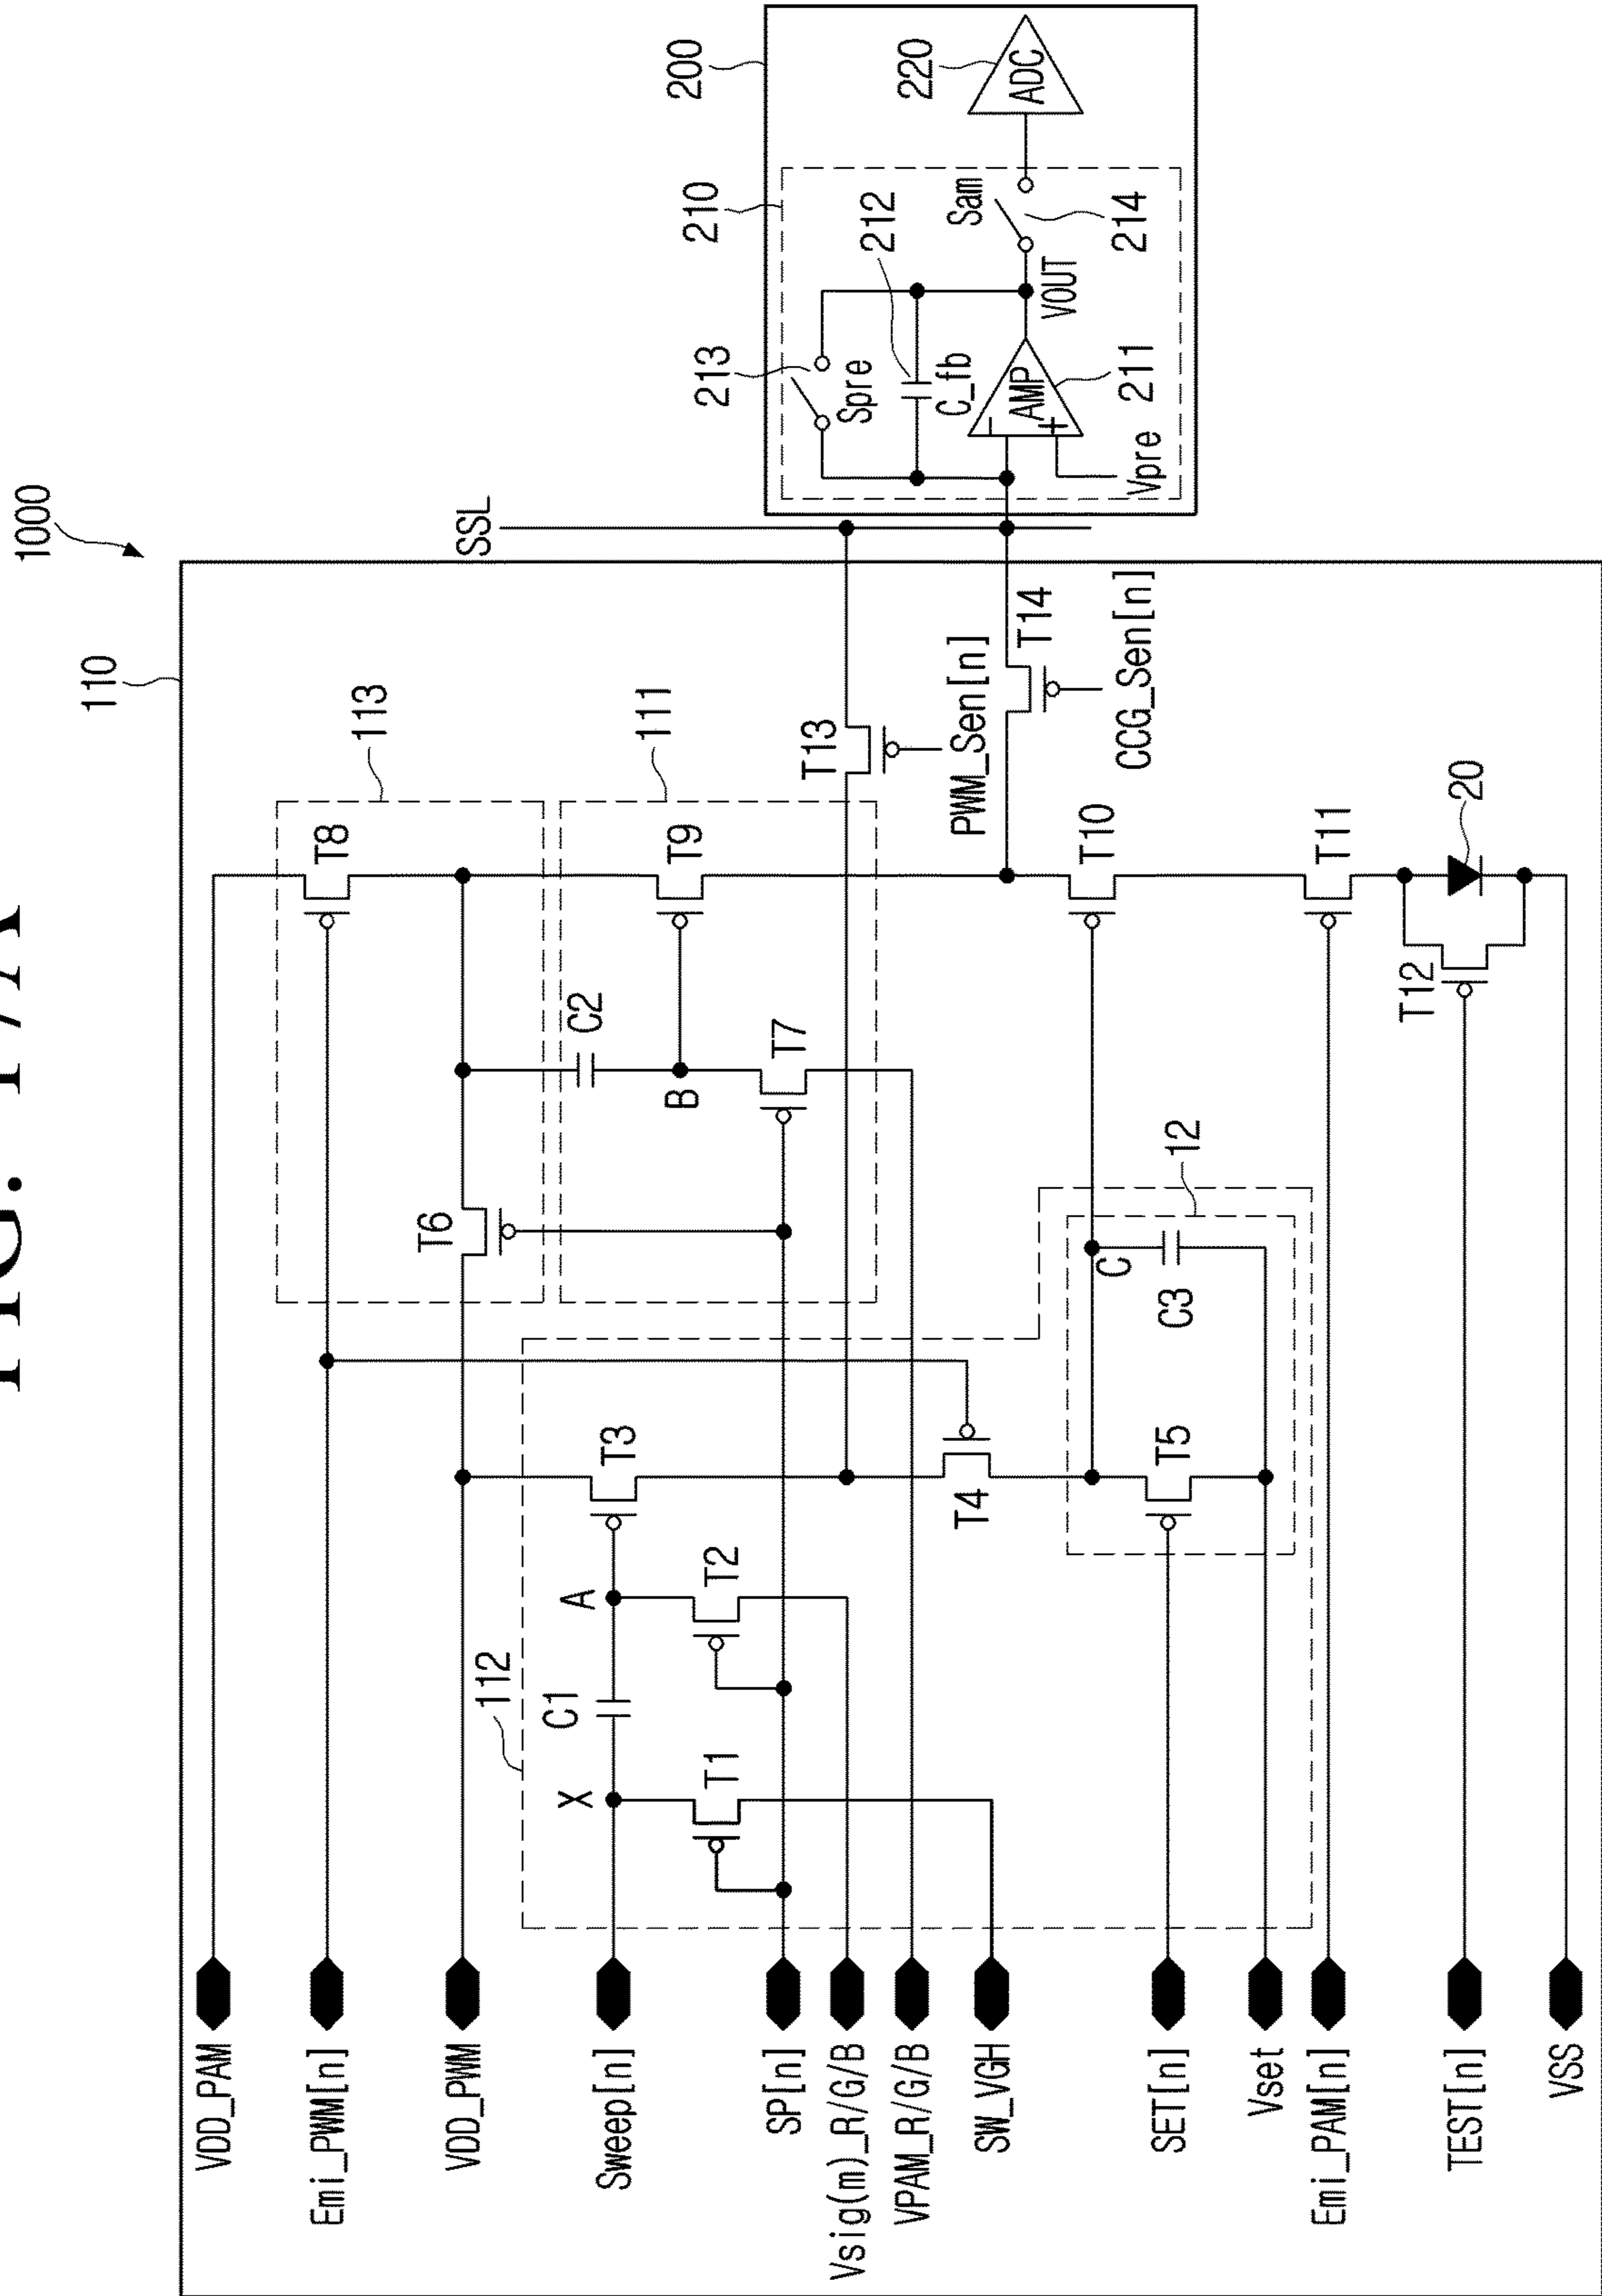 FIG. 17A
1000
110
200
210
220
ADC
212
213
Sam
214
VOUT
Spre
C_fb
AMP
211
-
+
Vpre
SSL
113
111
T8
T9
T13
PWM_Sen[n]
T14
CCG_Sen[n]
T10
T11
20
T12
C2
B
T7
T6
12
C
C3
T3
T4
T5
A
T2
112
C1
X
T1
VDD_PAM
Emi_PWM[n]
VDD_PWM
Sweep[n]
SP[n]
Vsig(m)_R/G/B
VPAM_R/G/B
SW_VGH
SET[n]
Vset
Emi_PAM[n]
TEST[n]
VSS